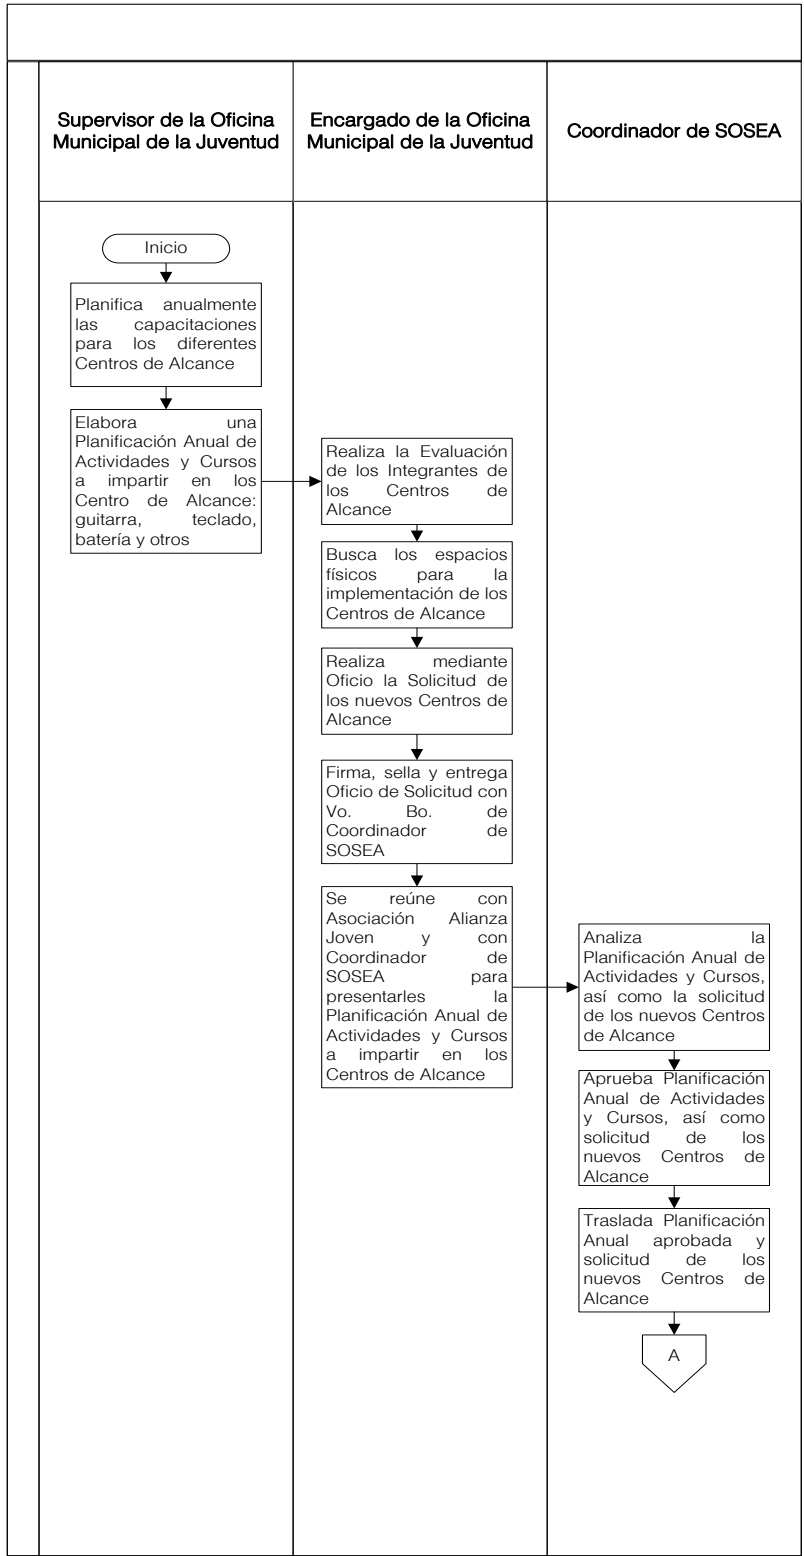 Supervisor de la Oficina
Municipal de la Juventud
Encargado de la Oficina
Municipal de la Juventud
Coordinador de SOSEA
Inicio
Planifica anualmente
las capacitaciones
para los diferentes
Centros de Alcance
Elabora una
Planificación Anual de
Actividades y Cursos
a impartir en los
Centro de Alcance:
guitarra, teclado,
batería y otros
Realiza la Evaluación
de los Integrantes de
los Centros de
Alcance
Busca los espacios
físicos para la
implementación de los
Centros de Alcance
Realiza mediante
Oficio la Solicitud de
los nuevos Centros de
Alcance
Firma, sella y entrega
Oficio de Solicitud con
Vo. Bo. de
Coordinador de
SOSEA
Se reúne con
Asociación Alianza
Joven y con
Coordinador de
SOSEA para
presentarles la
Planificación Anual de
Actividades y Cursos
a impartir en los
Centros de Alcance
Analiza la
Planificación Anual de
Actividades y Cursos,
así como la solicitud
de los nuevos Centros
de Alcance
Aprueba Planificación
Anual de Actividades
y Cursos, así como
solicitud de los
nuevos Centros de
Alcance
Traslada Planificación
Anual aprobada y
solicitud de los
nuevos Centros de
Alcance
A